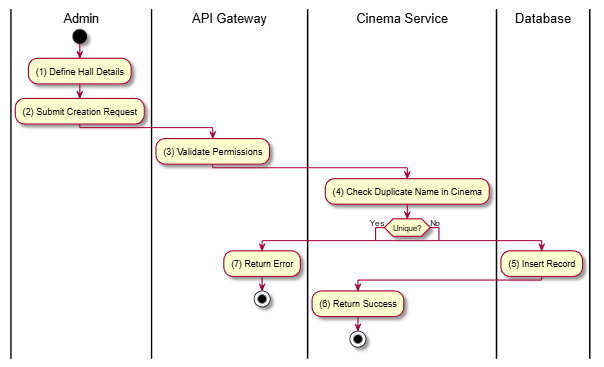 Admin
API Gateway
Cinema Service
Database
(1) Define Hall Details
(2) Submit Creation Request
(3) Validate Permissions
(4) Check Duplicate Name in Cinema
Yes
Unique?
No
(7) Return Error
(5) Insert Record
(6) Return Success